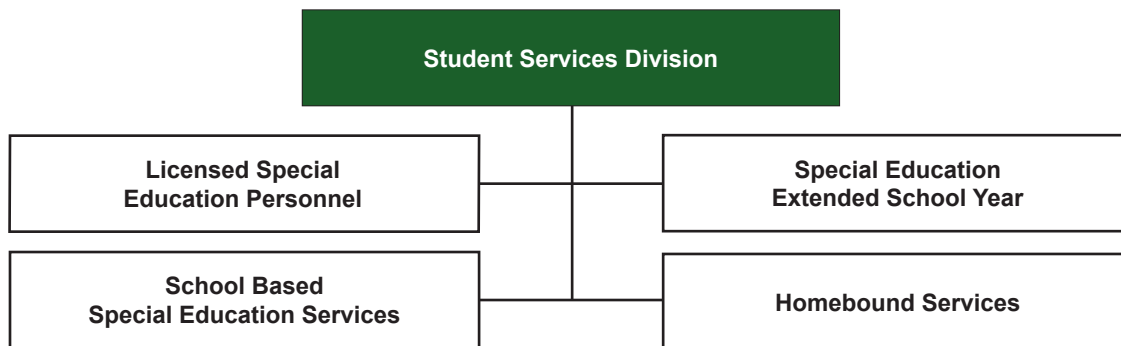 Student Services Division
Licensed Special
Education Personnel
Special Education
Extended School Year
School Based
Special Education Services
Homebound Services